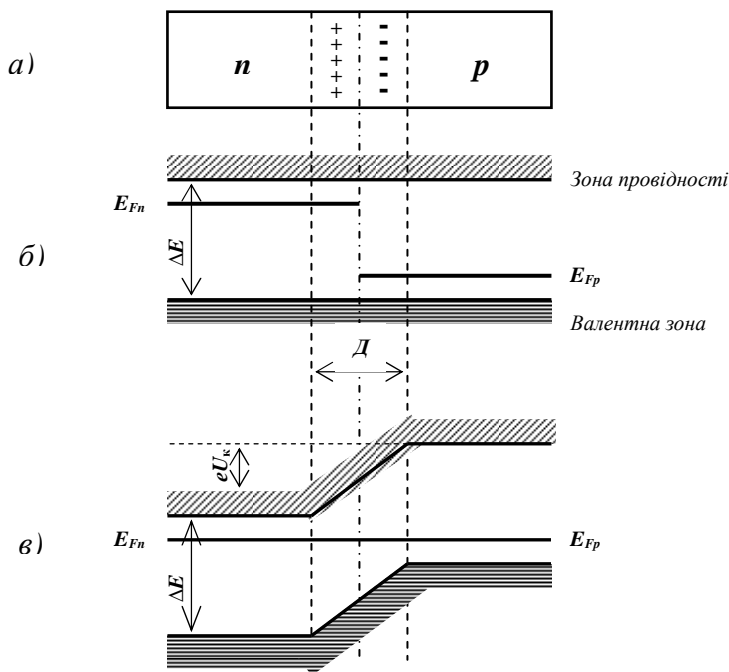 а)
n
+
+
+
+
+
-
-
-
-
-
p
Зона провідності
E_Fn
ΔE
б)
E_Fp
Валентна зона
Д
eU_к
E_Fn
E_Fp
в)
ΔE